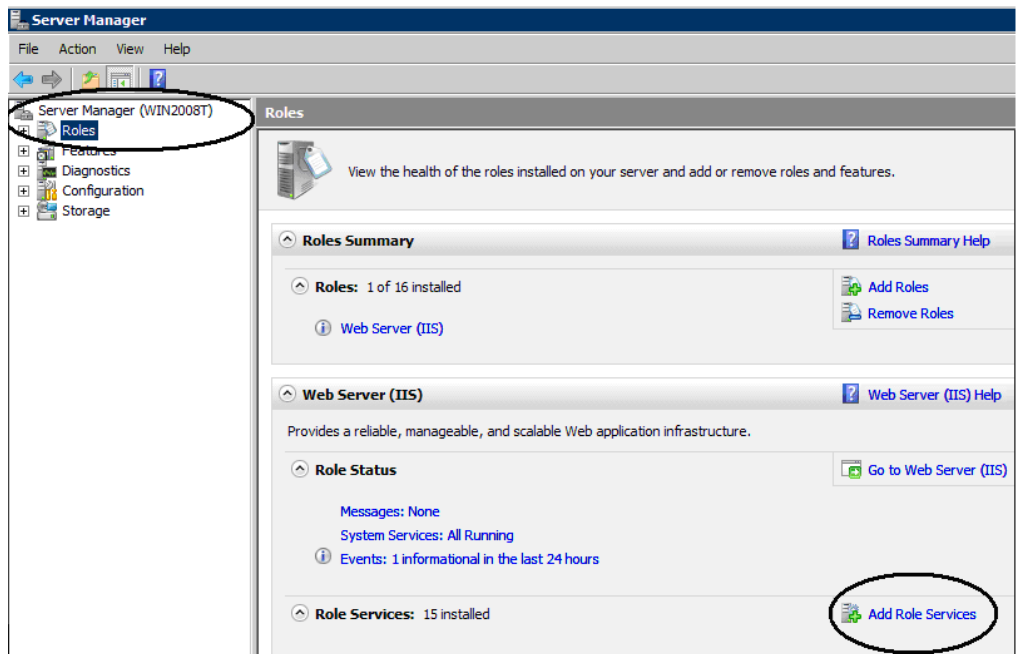 Server Manager
File Action View Help
Server Manager (WIN2008T)
Roles
Features
Diagnostics
Configuration
Storage
Roles
View the health of the roles installed on your server and add or remove roles and features.
Roles Summary
Roles Summary Help
Roles: 1 of 16 installed
Add Roles
Remove Roles
Web Server (IIS)
Web Server (IIS)
Web Server (IIS) Help
Provides a reliable, manageable, and scalable Web application infrastructure.
Role Status
Go to Web Server (IIS)
Messages: None
System Services: All Running
Events: 1 informational in the last 24 hours
Role Services: 15 installed
Add Role Services